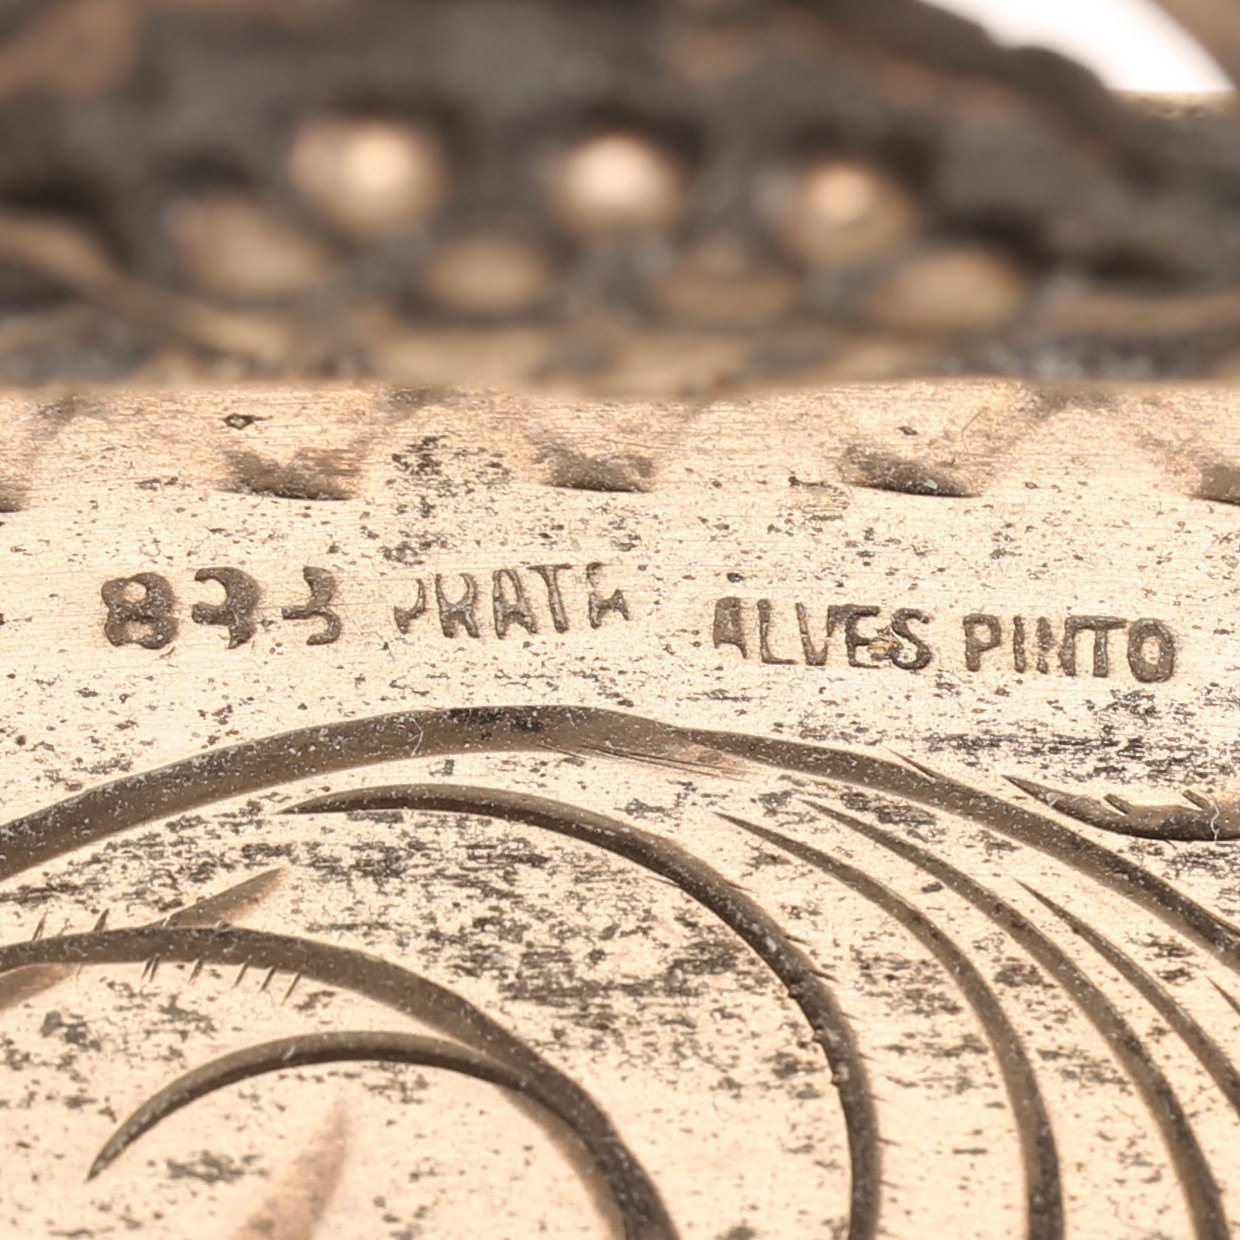 833 PRATA ALVES PINTO